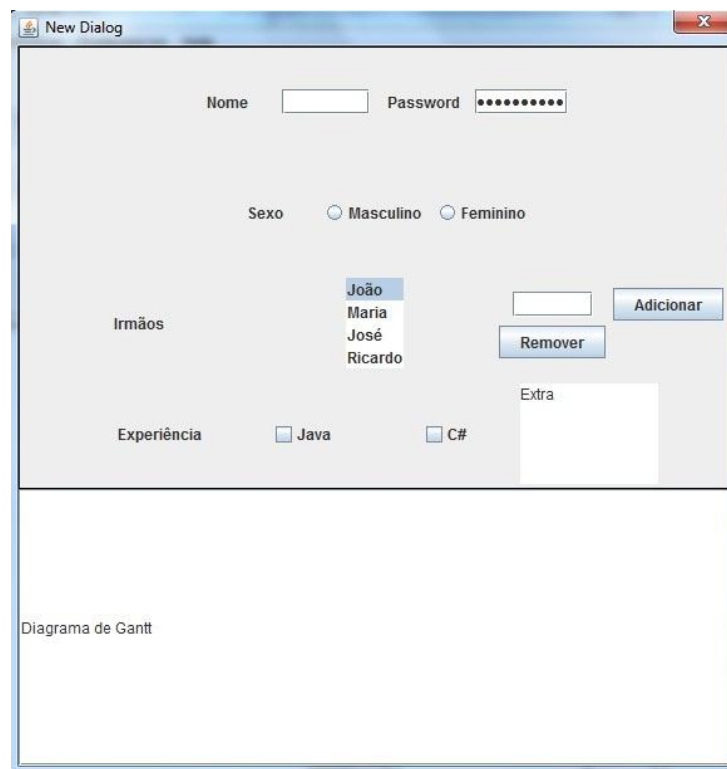 New Dialog
Nome Password ••••••••••
Sexo Masculino Feminino
Irmãos
João
Maria
José
Ricardo
Adicionar
Remover
Experiência Java C#
Extra
Diagrama de Gantt